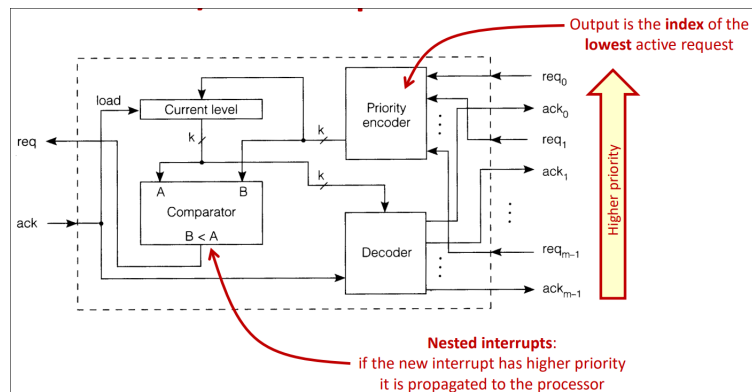 Output is the index of the
lowest active request
load
Current level
Priority
encoder
req₀
ack₀
req
k
k
req₁
A
B
k
ack₁
Comparator
ack
B < A
Decoder
reqₘ₋₁
ackₘ₋₁
Higher priority
Nested interrupts:
if the new interrupt has higher priority
it is propagated to the processor